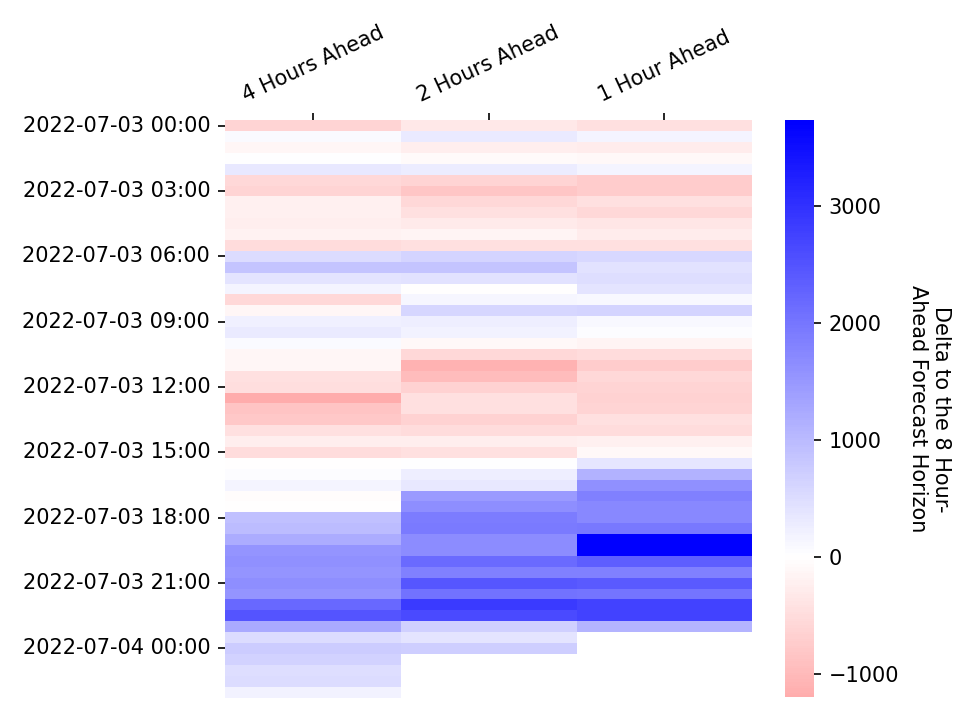 4 Hours Ahead
2 Hours Ahead
1 Hour Ahead
2022-07-03 00:00
2022-07-03 03:00
2022-07-03 06:00
2022-07-03 09:00
2022-07-03 12:00
2022-07-03 15:00
2022-07-03 18:00
2022-07-03 21:00
2022-07-04 00:00
3000
2000
1000
0
−1000
Delta to the 8 Hour-
Ahead Forecast Horizon